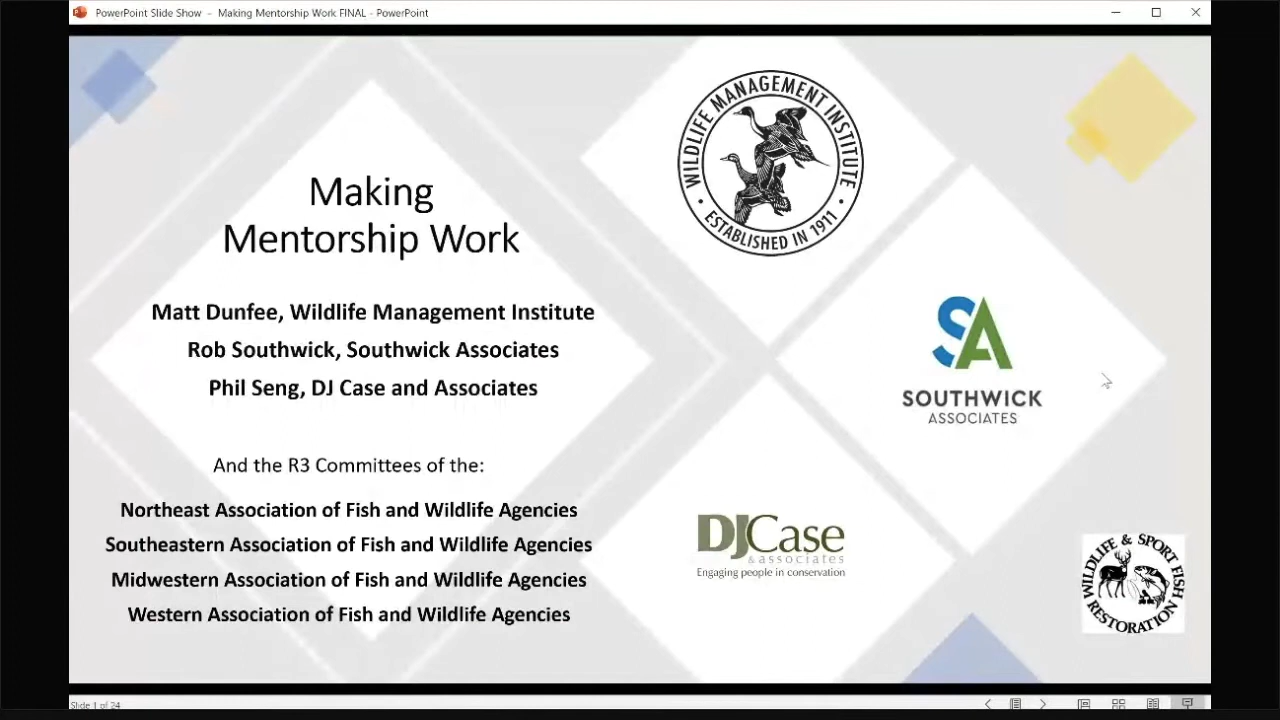 PowerPoint Slide Show - Making Mentorship Work FINAL - PowerPoint
Making
Mentorship Work
Matt Dunfee, Wildlife Management Institute
Rob Southwick, Southwick Associates
Phil Seng, DJ Case and Associates
And the R3 Committees of the:
Northeast Association of Fish and Wildlife Agencies
Southeastern Association of Fish and Wildlife Agencies
Midwestern Association of Fish and Wildlife Agencies
Western Association of Fish and Wildlife Agencies
WILDLIFE MANAGEMENT INSTITUTE
• ESTABLISHED IN 1911 •
SA
SOUTHWICK
ASSOCIATES
DJCase
& associates
Engaging people in conservation
WILDLIFE & SPORT FISH
RESTORATION
Slide 1 of 24